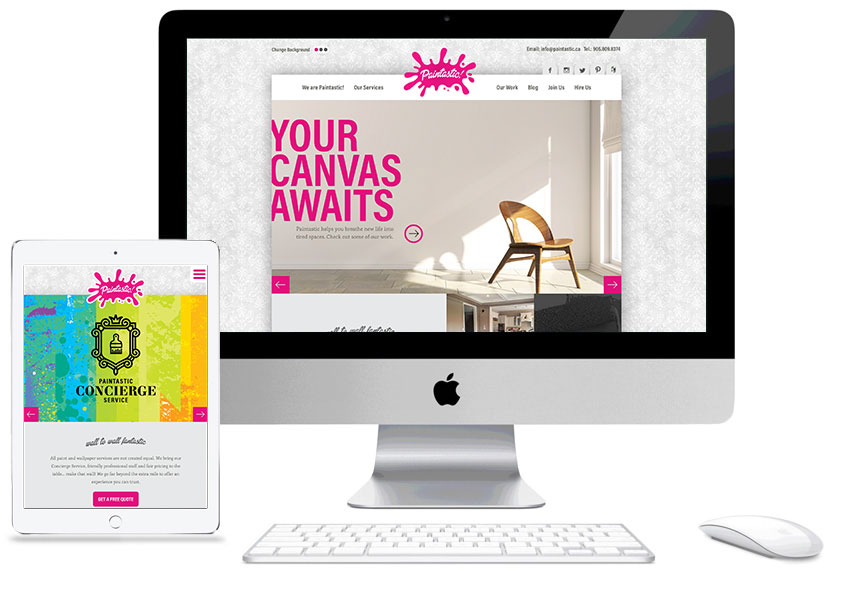 Change Background
Email: info@paintastic.ca Tel.: 905.809.8374
Paintastic!
We are Paintastic! Our Services
Our Work Blog Join Us Hire Us
YOUR
CANVAS
AWAITS
Paintastic helps you breathe new life into
tired spaces. Check out some of our work.
wall to wall fantastic
Paintastic!
PAINTASTIC
CONCIERGE
SERVICE
wall to wall fantastic
All paint and wallpaper services are not created equal. We bring our
Concierge Service, friendly professional staff and fair pricing to the
table... make that wall! We go far beyond the extra mile to offer an
experience you can trust.
GET A FREE QUOTE